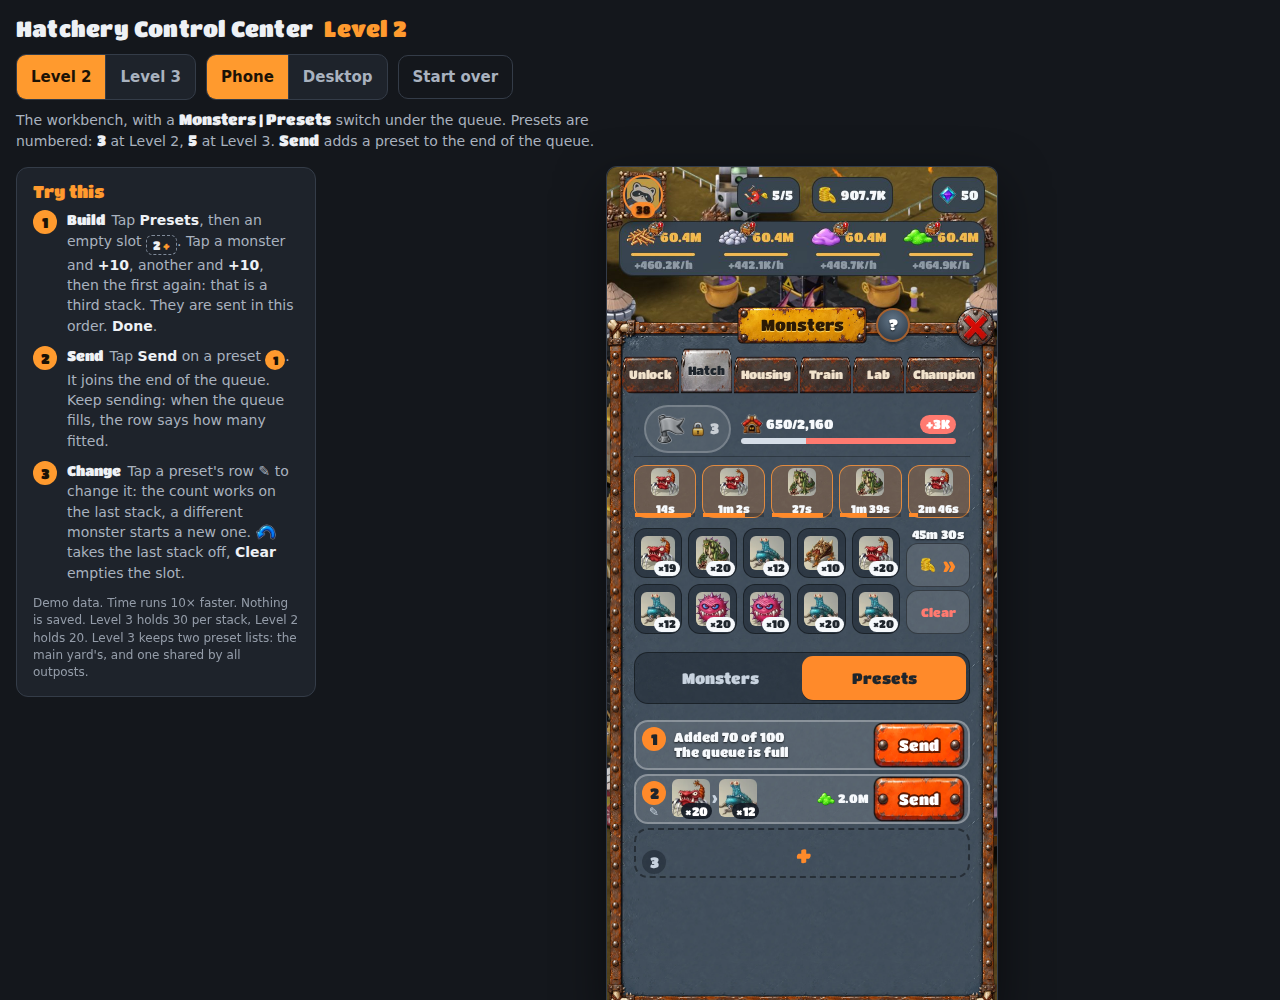 Hatchery Control Center Level 2
Level 2 Level 3 Phone Desktop Start over
The workbench, with a Monsters|Presets switch under the queue. Presets are
numbered: 3 at Level 2, 5 at Level 3. Send adds a preset to the end of the queue.
Try this
1 Build Tap Presets, then an
empty slot 2+. Tap a monster
and +10, another and +10,
then the first again: that is a
third stack. They are sent in this
order. Done.
2 Send Tap Send on a preset 1.
It joins the end of the queue.
Keep sending: when the queue
fills, the row says how many
fitted.
3 Change Tap a preset's row ✎ to
change it: the count works on
the last stack, a different
monster starts a new one.
takes the last stack off, Clear
empties the slot.
Demo data. Time runs 10× faster. Nothing
is saved. Level 3 holds 30 per stack, Level 2
holds 20. Level 3 keeps two preset lists: the
main yard's, and one shared by all
outposts.
30 5/5 907.7K 50
60.4M 60.4M 60.4M 60.4M
+460.2K/h +442.1K/h +448.7K/h +464.9K/h
Monsters ?
Unlock Hatch Housing Train Lab Champion
3 650/2,160 +3K
14s 1m 2s 27s 1m 39s 2m 46s
45m 30s
×19 ×20 ×12 ×10 ×20 »
×12 ×20 ×10 ×20 ×20 Clear
Monsters Presets
1 Added 70 of 100
The queue is full
Send
2 ✎ ×20 › ×12 2.0M Send
3 +